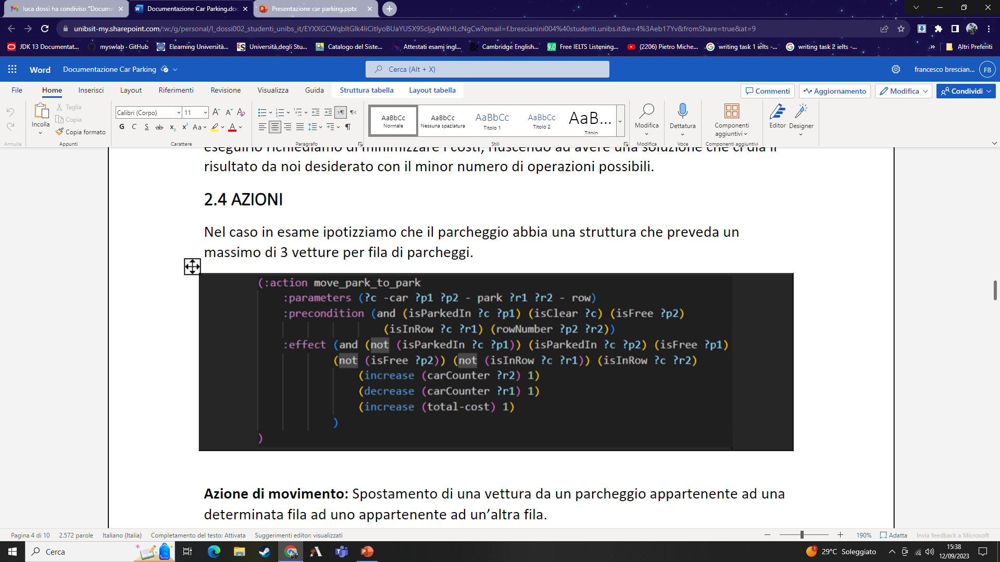 luca dossi ha condiviso "Docume
Documentazione Car Parking.doc
Presentazione car parking.pptx
unibsit-my.sharepoint.com/:w:/g/personal/l_dossi002_studenti_unibs_it/EYXXGCWqbltGlk4IiCitIyoBUaYU5X9ScIjg4WsHLcNgCw?email=f.brescianini004%40studenti.unibs.it&e=4%3Aeb17Yv&fromShare=true&at=9
JDK 13 Documentat...
myswlab · GitHub
Elearning Università...
Università degli Stu...
Catalogo del Siste...
Attestati esami ingl...
Cambridge English...
9.0 Free IELTS Listening...
(2206) Pietro Miche...
writing task 1 ielts -...
writing task 2 ielts -...
» Altri Preferiti
Word Documentazione Car Parking
Cerca (Alt + X)
francesco brescian... FB
File Home Inserisci Layout Riferimenti Revisione Visualizza Guida Struttura tabella Layout tabella
Commenti Aggiornamento Modifica Condividi
Incolla Taglia
Copia
Copia formato
Calibri (Corpo) 11
G C S ab x₂ x² Aa A
AaBbCc Normale
AaBbCc Nessuna spaziatura
AaBbCc Titolo 1
AaBbCc Titolo 2
AaB... Titolo
Modifica
Dettatura
Componenti aggiuntivi
Editor
Designer
Annulla Appunti Carattere Paragrafo Stili Modifica Voce Componenti aggiuntivi
eseguirlo richiediamo di minimizzare i costi, riuscendo ad avere una soluzione che ci dia il
risultato da noi desiderato con il minor numero di operazioni possibili.
2.4 AZIONI
Nel caso in esame ipotizziamo che il parcheggio abbia una struttura che preveda un
massimo di 3 vetture per fila di parcheggi.
(:action move_park_to_park
:parameters (?c -car ?p1 ?p2 - park ?r1 ?r2 - row)
:precondition (and (isParkedIn ?c ?p1) (isClear ?c) (isFree ?p2)
(isInRow ?c ?r1) (rowNumber ?p2 ?r2))
:effect (and (not (isParkedIn ?c ?p1)) (isParkedIn ?c ?p2) (isFree ?p1)
(not (isFree ?p2)) (not (isInRow ?c ?r1)) (isInRow ?c ?r2)
(increase (carCounter ?r2) 1)
(decrease (carCounter ?r1) 1)
(increase (total-cost) 1)
)
)
Azione di movimento: Spostamento di una vettura da un parcheggio appartenente ad una
determinata fila ad uno appartenente ad un’altra fila.
Pagina 4 di 10 2.572 parole Italiano (Italia) Completamento del testo: Attivata Suggerimenti editor: visualizzati
190% Adatta Invia feedback a Microsoft
Cerca
1 29°C Soleggiato
15:38
12/09/2023